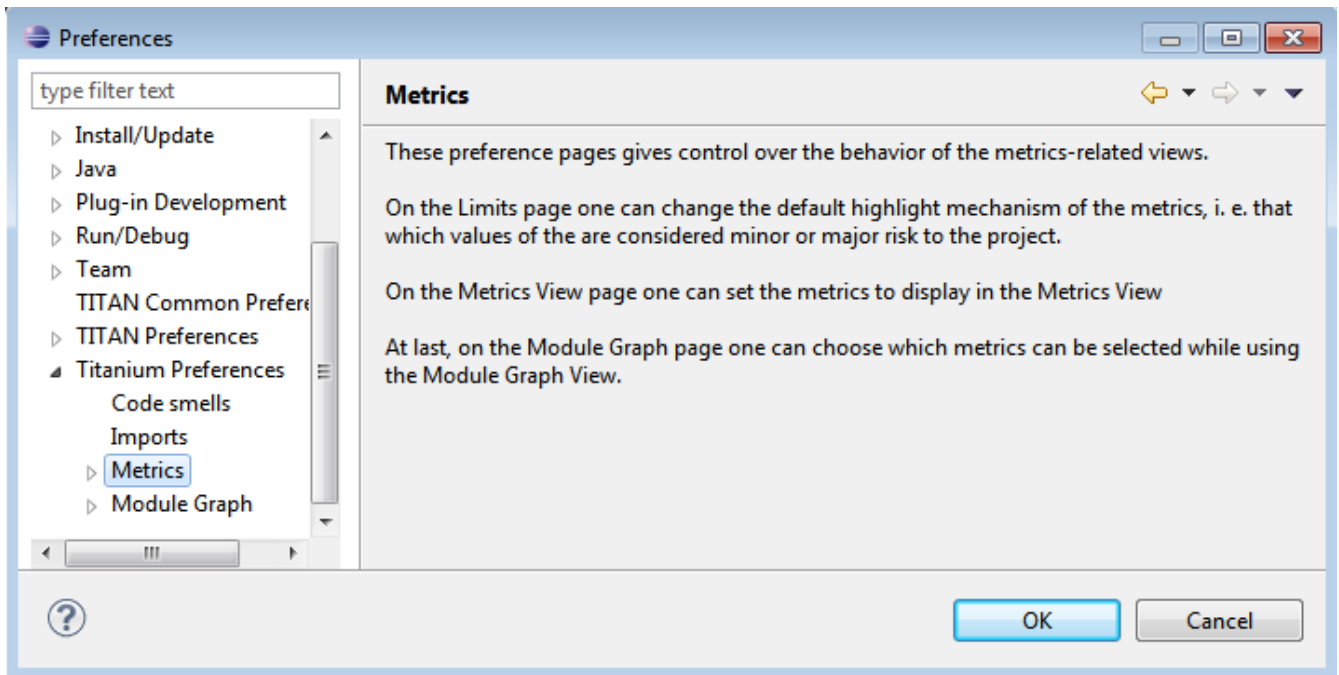 Preferences
type filter text
Install/Update
Java
Plug-in Development
Run/Debug
Team
TITAN Common
TITAN Preferences
Titanium Preferences
Code smells
Imports
Metrics
Module Graph
Metrics
These preference pages gives control over the behavior of the metrics-related views.
On the Limits page one can change the default highlight mechanism of the metrics, i. e. that
which values of the are considered minor or major risk to the project.
On the Metrics View page one can set the metrics to display in the Metrics View
At last, on the Module Graph page one can choose which metrics can be selected while using
the Module Graph View.
?
OK
Cancel